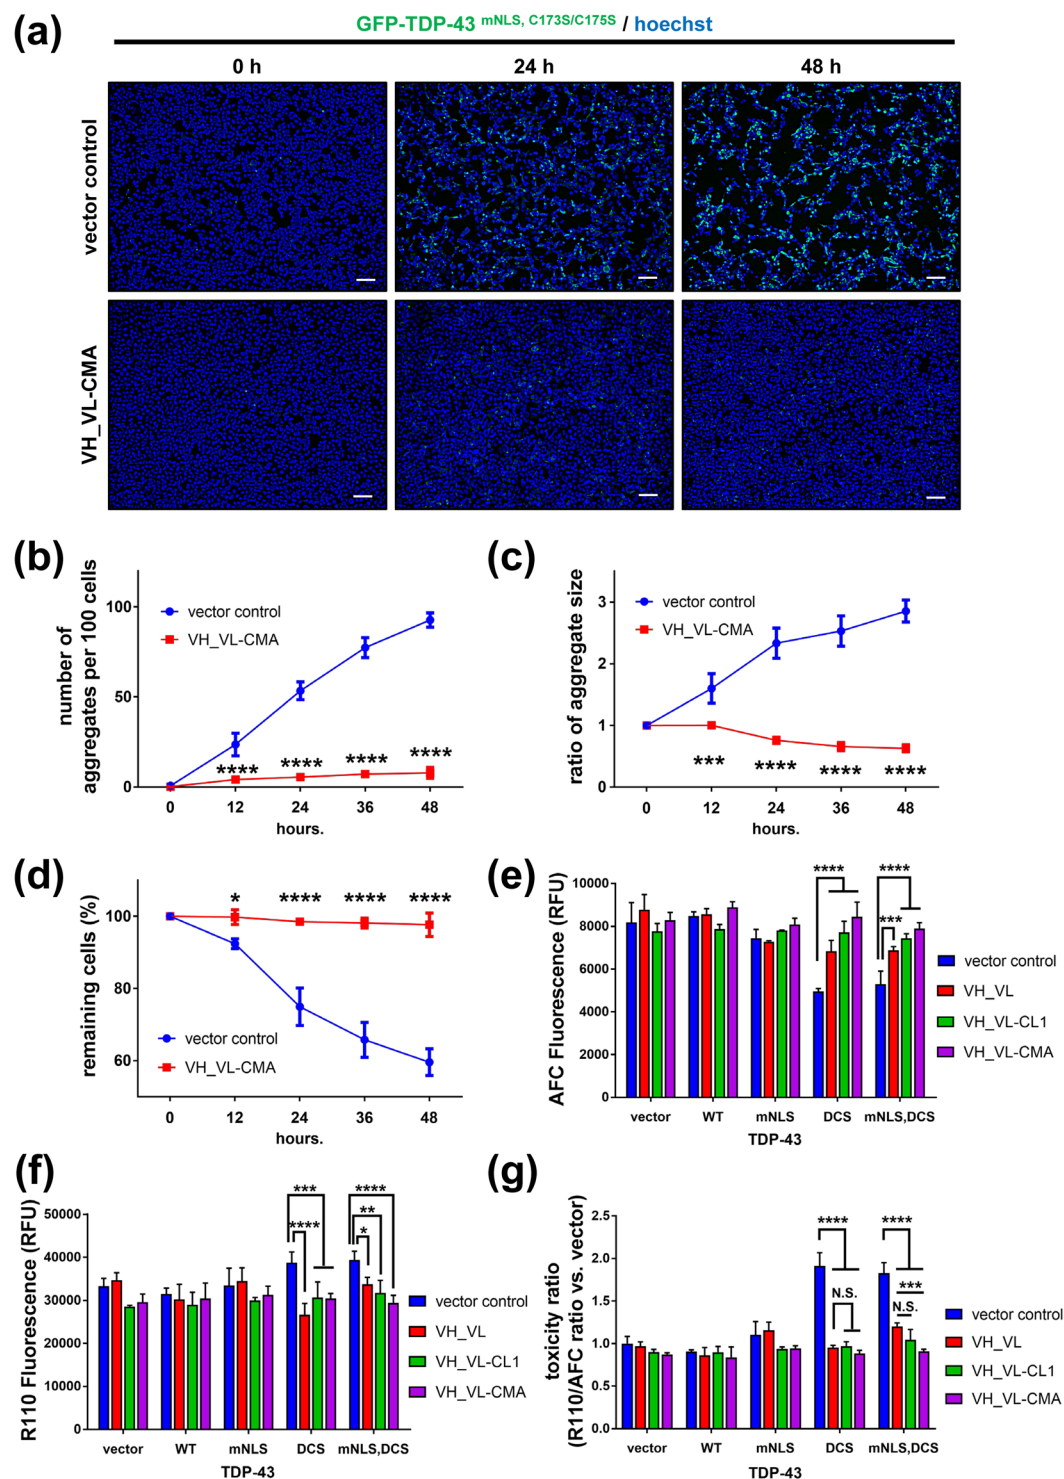 (a)
GFP-TDP-43 mNLS, C173S/C175S / hoechst
0 h 24 h 48 h
vector control
VH_VL-CMA
(b)
number of
aggregates per 100 cells
100
50
0
vector control
VH_VL-CMA
**** **** **** ****
0 12 24 36 48
hours.
(c)
ratio of aggregate size
3
2
1
0
vector control
VH_VL-CMA
*** **** **** ****
0 12 24 36 48
hours.
(d)
remaining cells (%)
100
80
60
* **** **** ****
vector control
VH_VL-CMA
0 12 24 36 48
hours.
(e)
AFC Fluorescence (RFU)
10000
8000
6000
4000
2000
0
**** ****
***
vector control
VH_VL
VH_VL-CL1
VH_VL-CMA
vector WT mNLS DCS mNLS,DCS
TDP-43
(f)
R110 Fluorescence (RFU)
50000
40000
30000
20000
10000
0
*** ****
**
**** *
vector control
VH_VL
VH_VL-CL1
VH_VL-CMA
vector WT mNLS DCS mNLS,DCS
TDP-43
(g)
toxicity ratio
(R110/AFC ratio vs. vector)
2.5
2.0
1.5
1.0
0.5
0.0
**** ****
***
N.S. N.S.
vector control
VH_VL
VH_VL-CL1
VH_VL-CMA
vector WT mNLS DCS mNLS,DCS
TDP-43